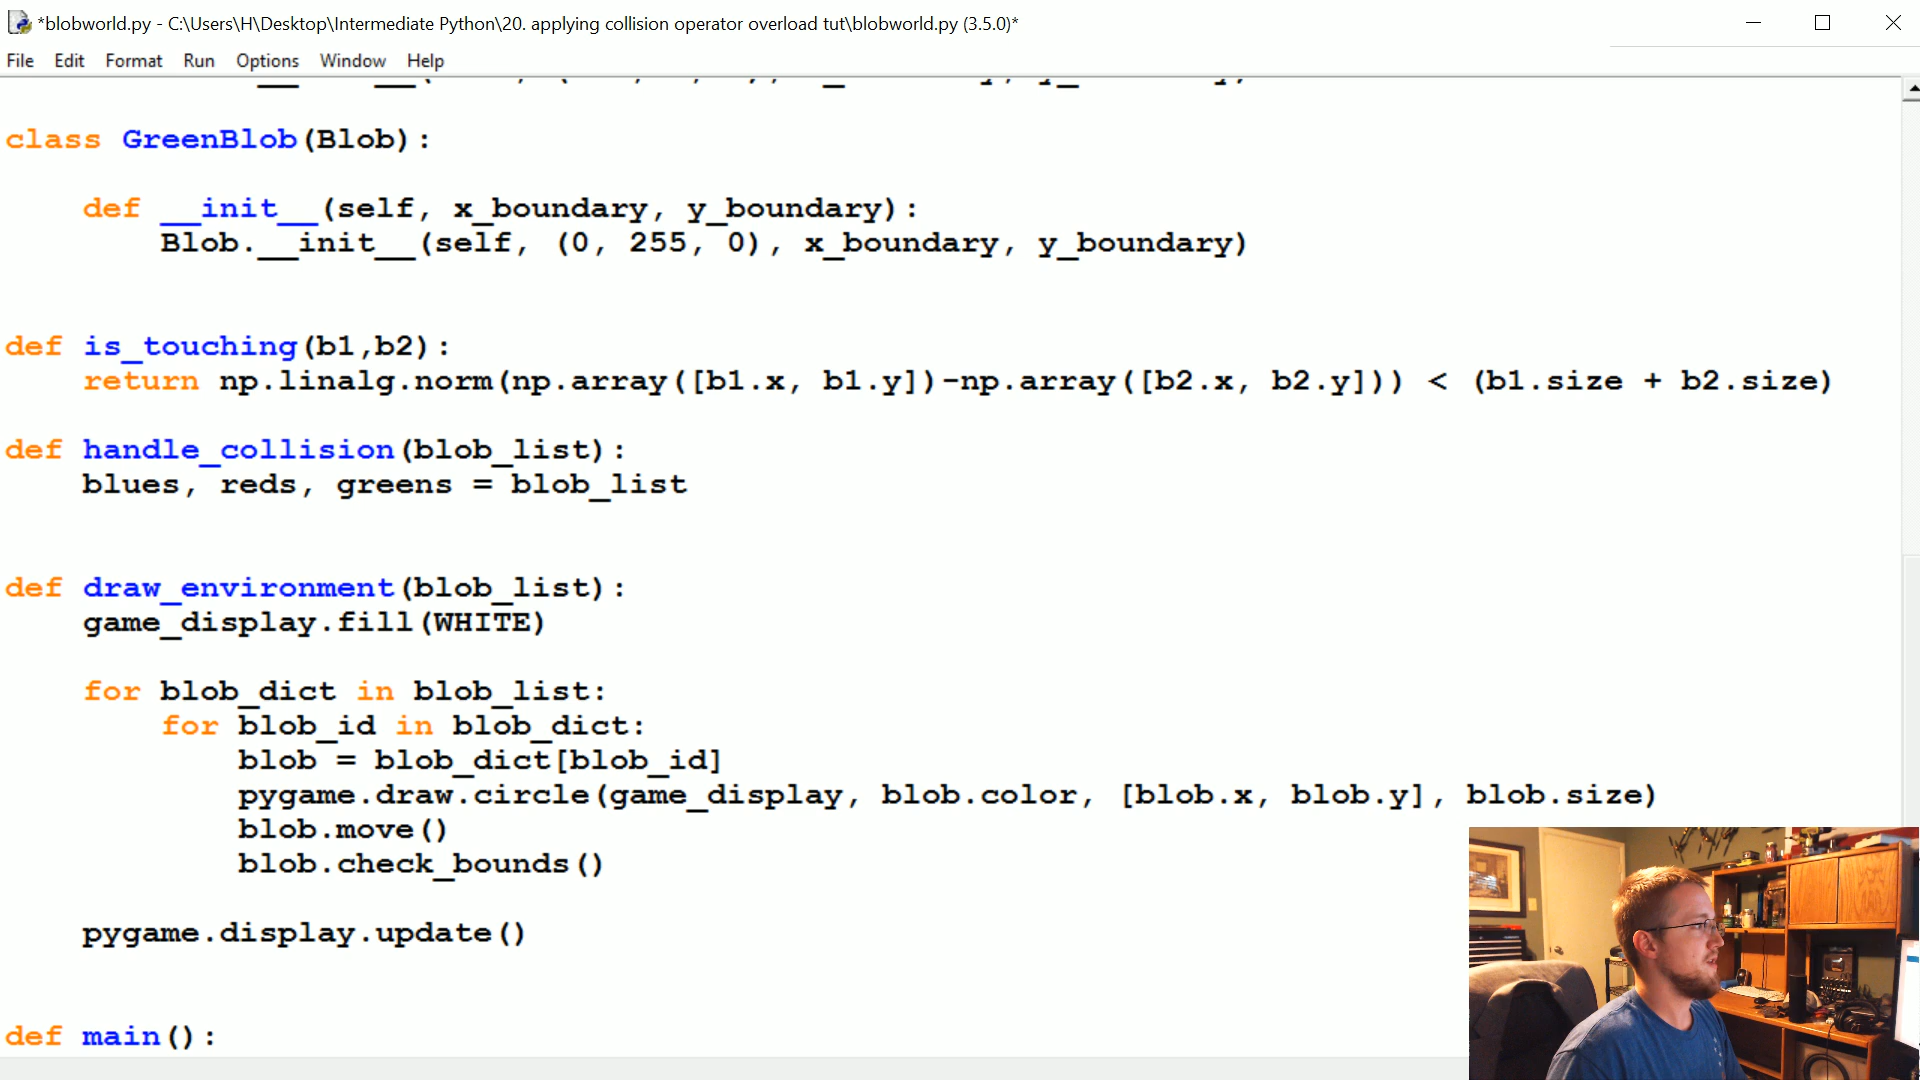 *blobworld.py - C:\Users\H\Desktop\Intermediate Python\20. applying collision operator overload tut\blobworld.py (3.5.0)*
File Edit Format Run Options Window Help
class GreenBlob(Blob):
def __init__(self, x_boundary, y_boundary):
Blob.__init__(self, (0, 255, 0), x_boundary, y_boundary)
def is_touching(b1,b2):
return np.linalg.norm(np.array([b1.x, b1.y])-np.array([b2.x, b2.y])) < (b1.size + b2.size)
def handle_collision(blob_list):
blues, reds, greens = blob_list
def draw_environment(blob_list):
game_display.fill(WHITE)
for blob_dict in blob_list:
for blob_id in blob_dict:
blob = blob_dict[blob_id]
pygame.draw.circle(game_display, blob.color, [blob.x, blob.y], blob.size)
blob.move()
blob.check_bounds()
pygame.display.update()
def main():